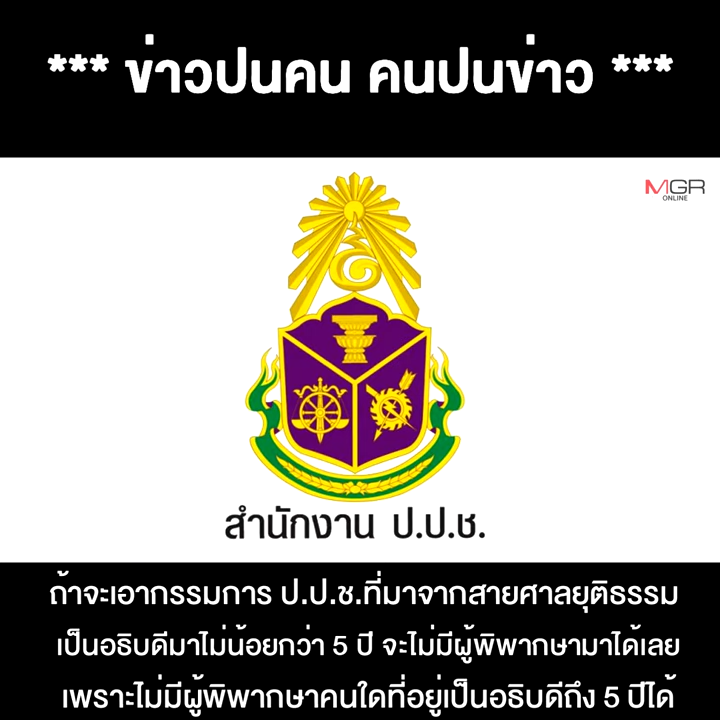 *** ข่าวปนคน คนปนข่าว ***
MGR
ONLINE
สำนักงาน ป.ป.ช.
ถ้าจะเอากรรมการ ป.ป.ช.ที่มาจากสายศาลยุติธรรม
เป็นอธิบดีมาไม่น้อยกว่า 5 ปี จะไม่มีผู้พิพากษามาได้เลย
เพราะไม่มีผู้พิพากษาคนใดที่อยู่เป็นอธิบดีถึง 5 ปีได้